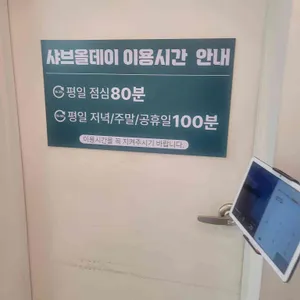 샤브올데이 이용시간 안내
평일 점심 80분
평일 저녁/주말/공휴일 100분
이용시간을 꼭 지켜주시기 바랍니다.